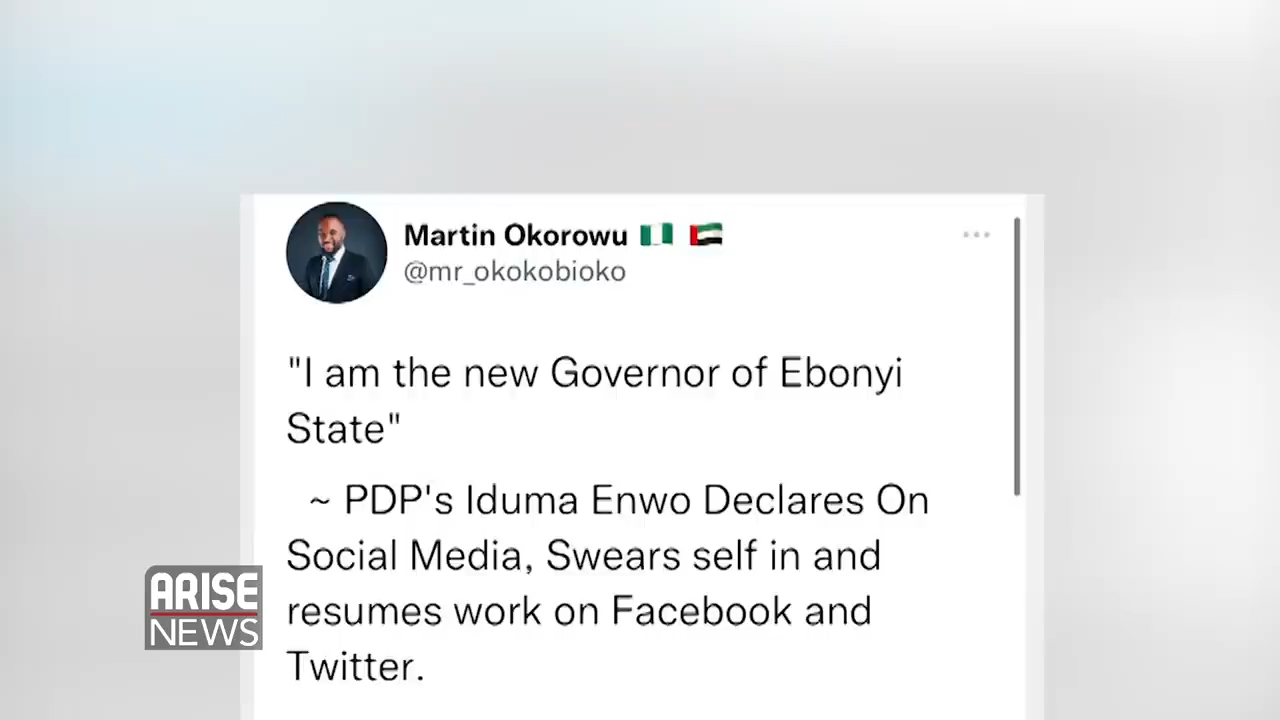 Martin Okorowu 🇳🇬 🇦🇪
@mr_okokobioko
"I am the new Governor of Ebonyi
State"
~ PDP's Iduma Enwo Declares On
Social Media, Swears self in and
resumes work on Facebook and
Twitter.
ARISE
NEWS